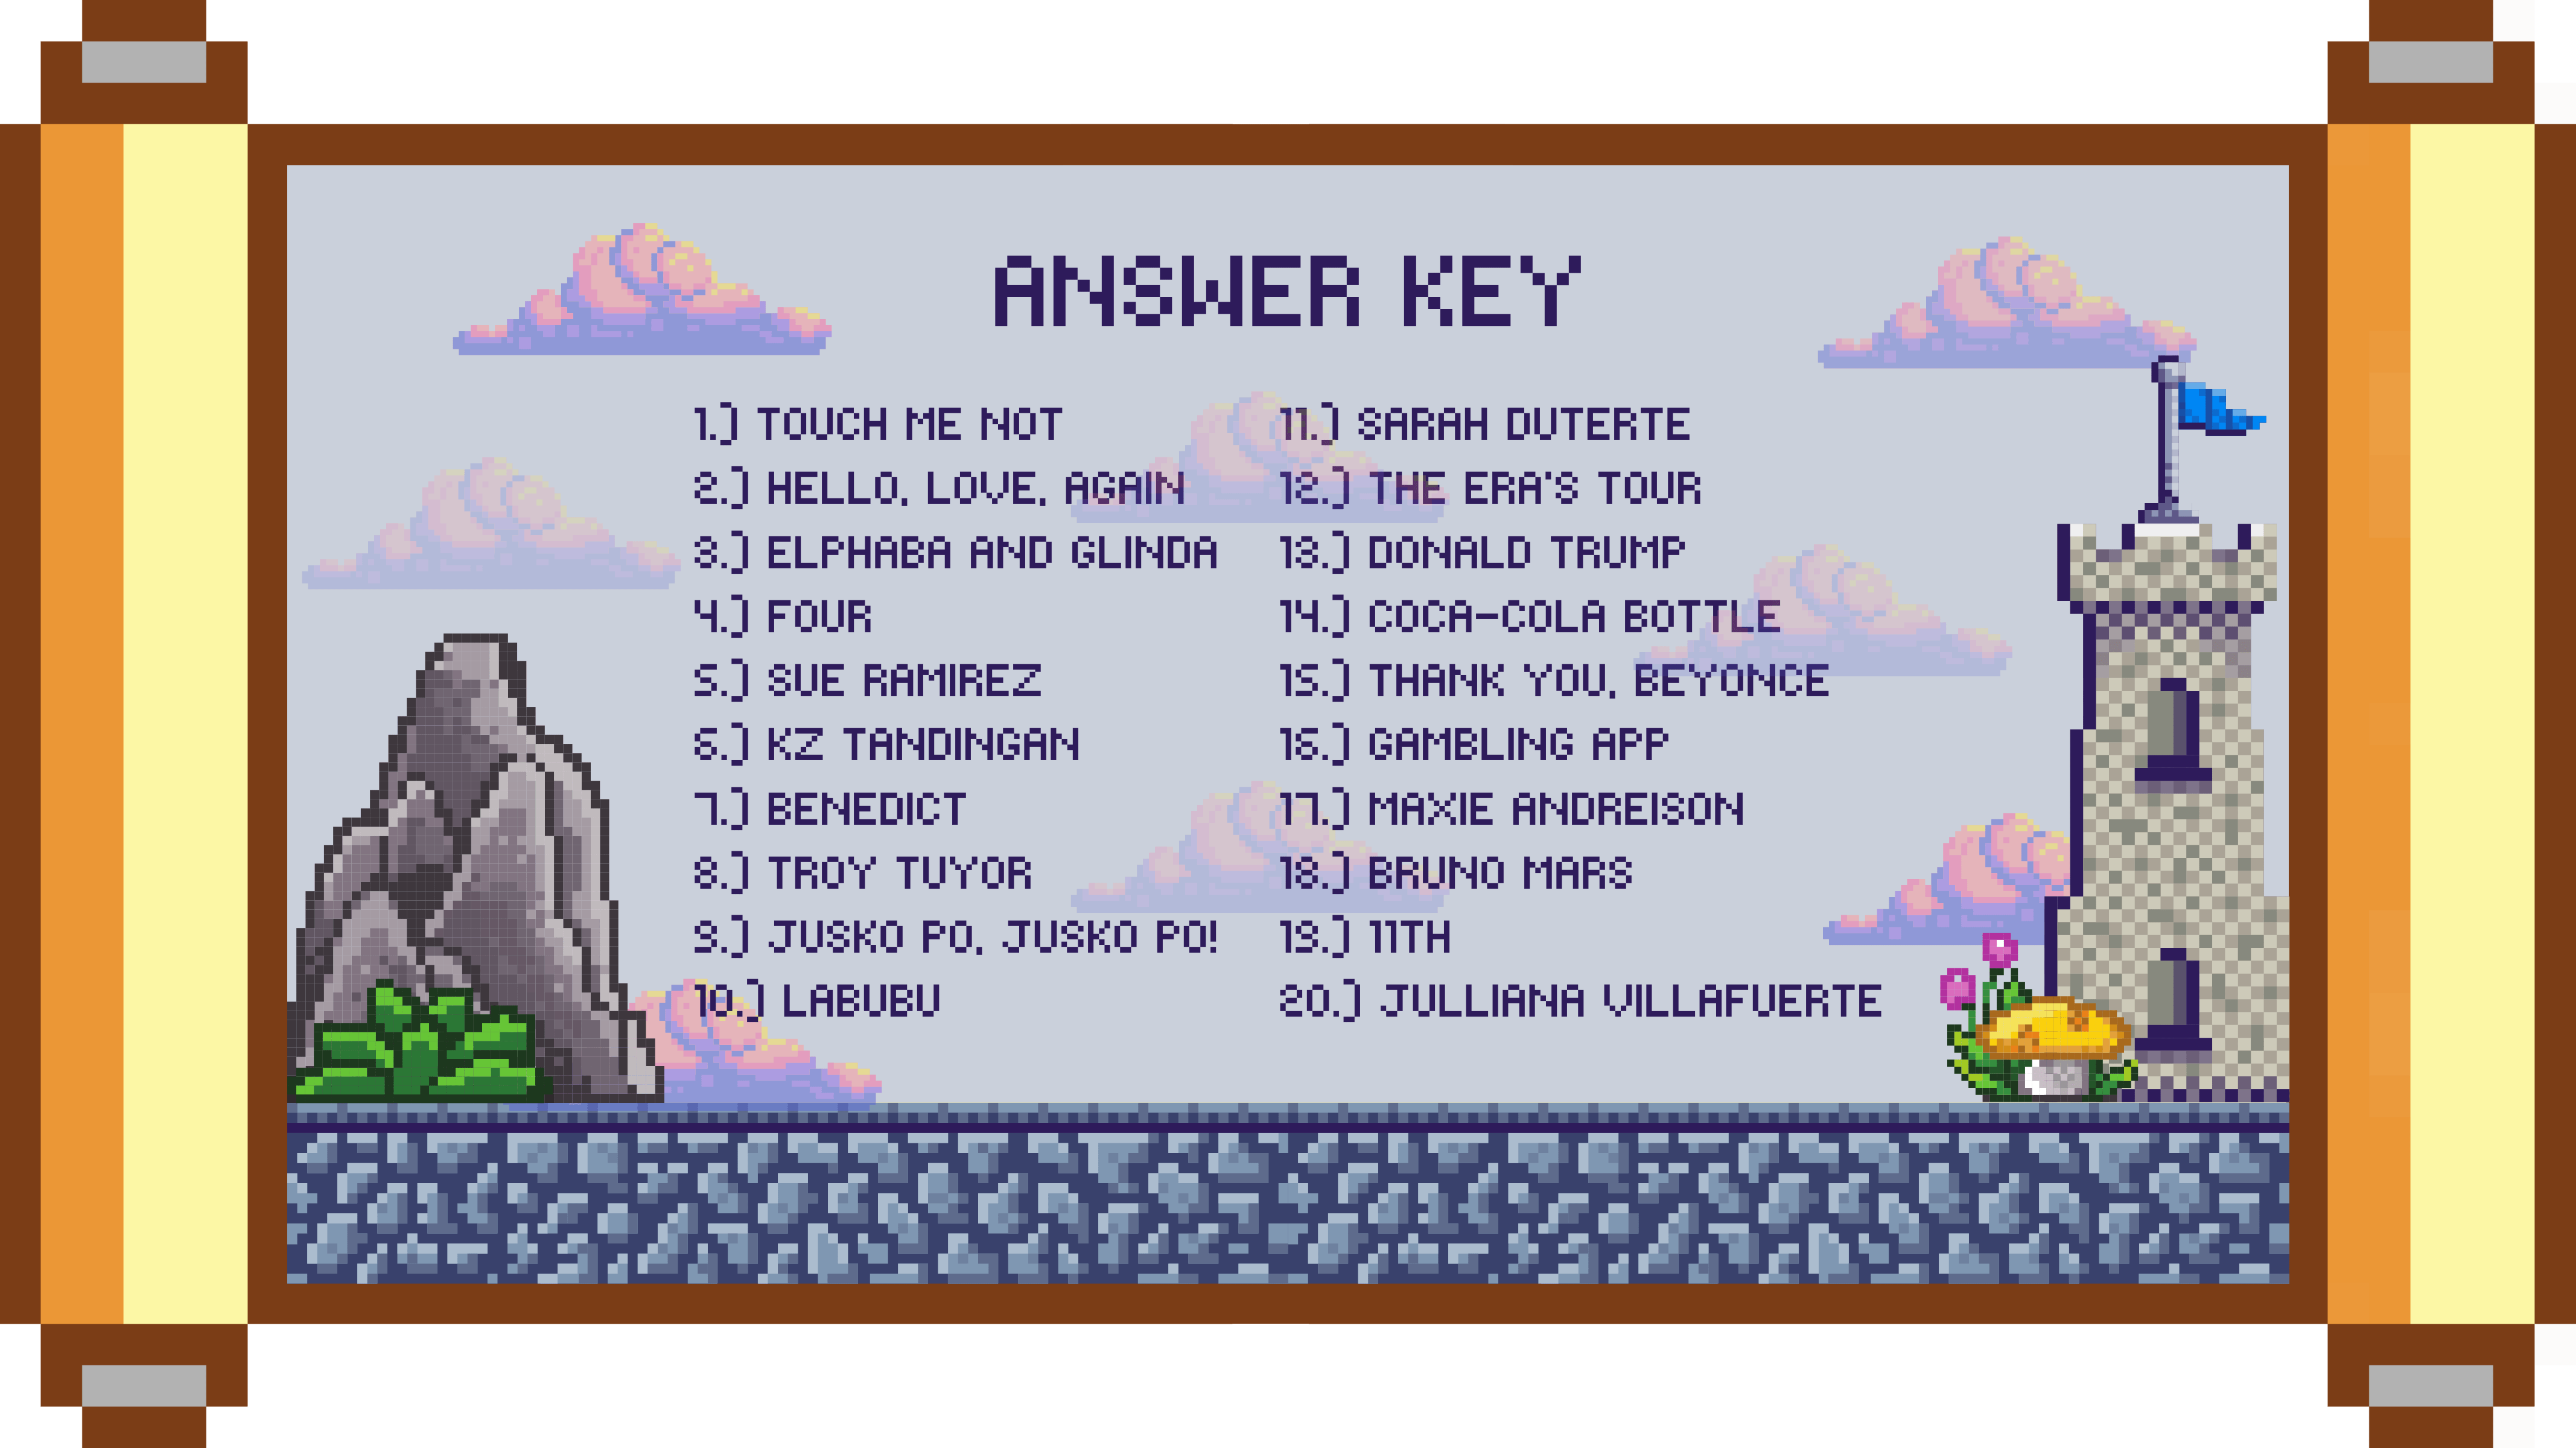 ANSWER KEY
1.) TOUCH ME NOT
2.) HELLO, LOVE, AGAIN
3.) ELPHABA AND GLINDA
4.) FOUR
5.) SUE RAMIREZ
6.) KZ TANDINGAN
7.) BENEDICT
8.) TROY TUYOR
9.) JUSKO PO, JUSKO PO!
10.) LABUBU
11.) SARAH DUTERTE
12.) THE ERA'S TOUR
13.) DONALD TRUMP
14.) COCA-COLA BOTTLE
15.) THANK YOU, BEYONCE
16.) GAMBLING APP
17.) MAXIE ANDREISON
18.) BRUNO MARS
19.) 11TH
20.) JULLIANA VILLAFUERTE